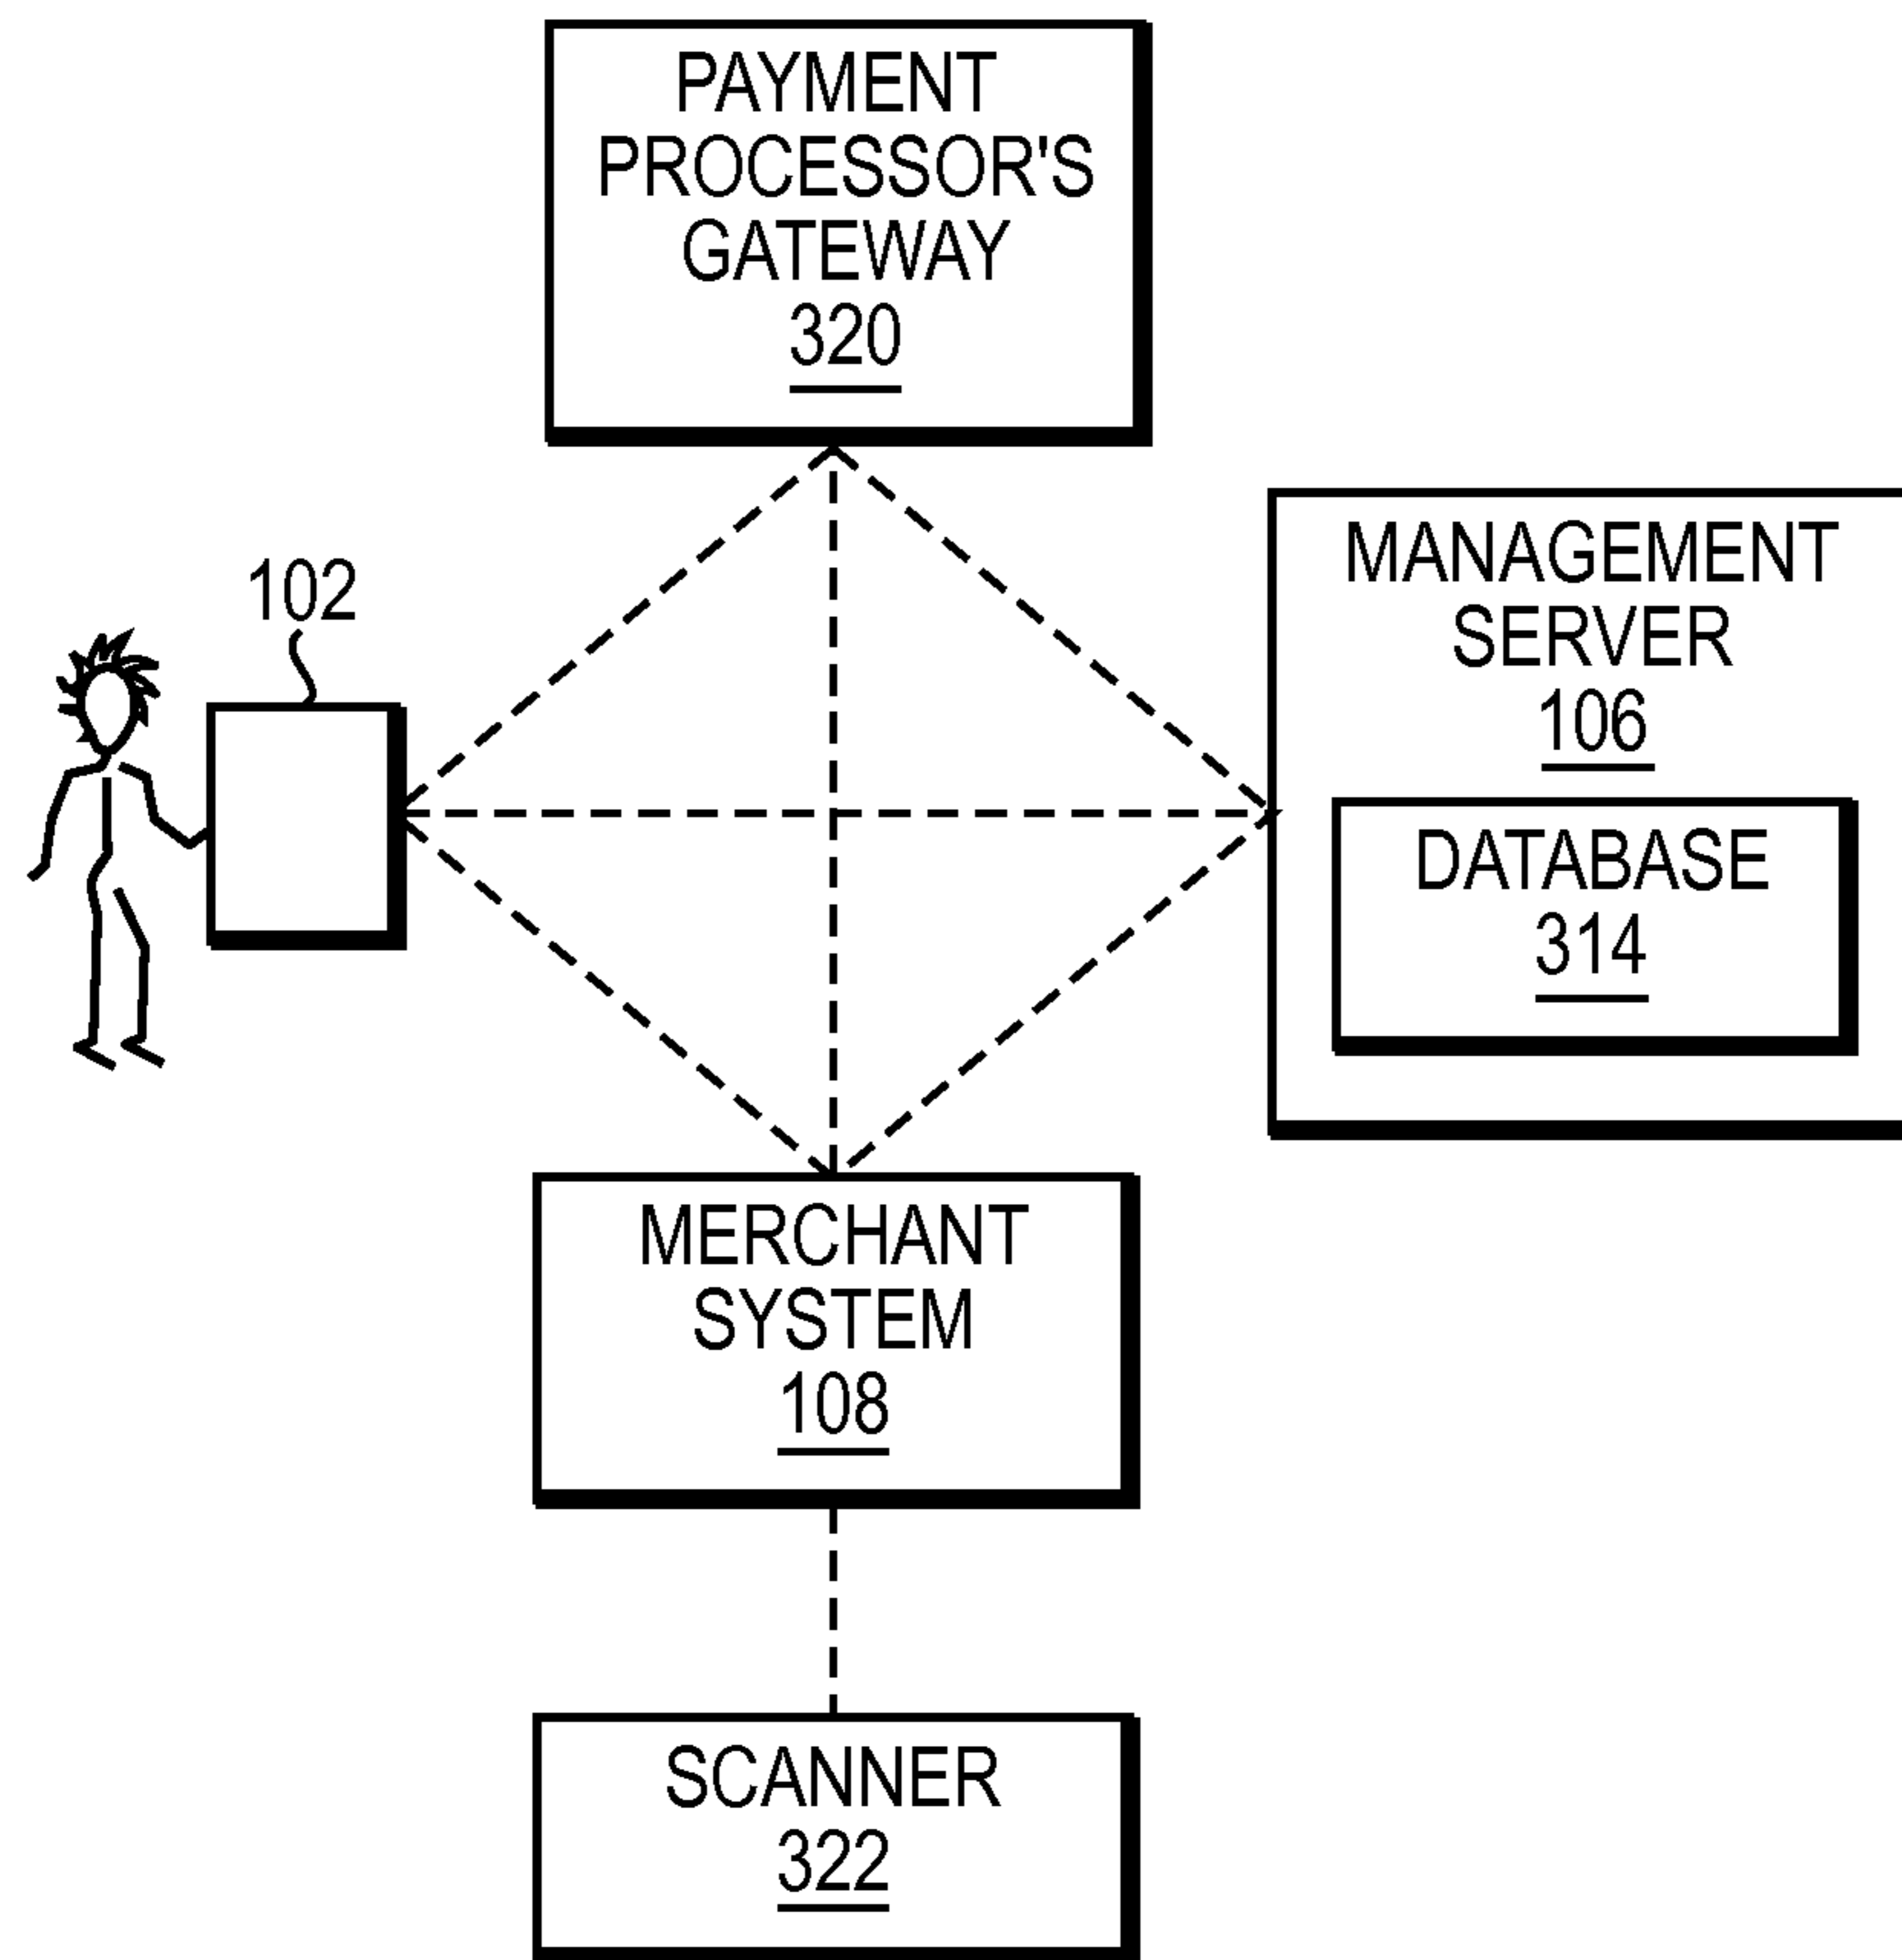 PAYMENT
PROCESSOR'S
GATEWAY
320
102
MANAGEMENT
SERVER
106
DATABASE
314
MERCHANT
SYSTEM
108
SCANNER
322